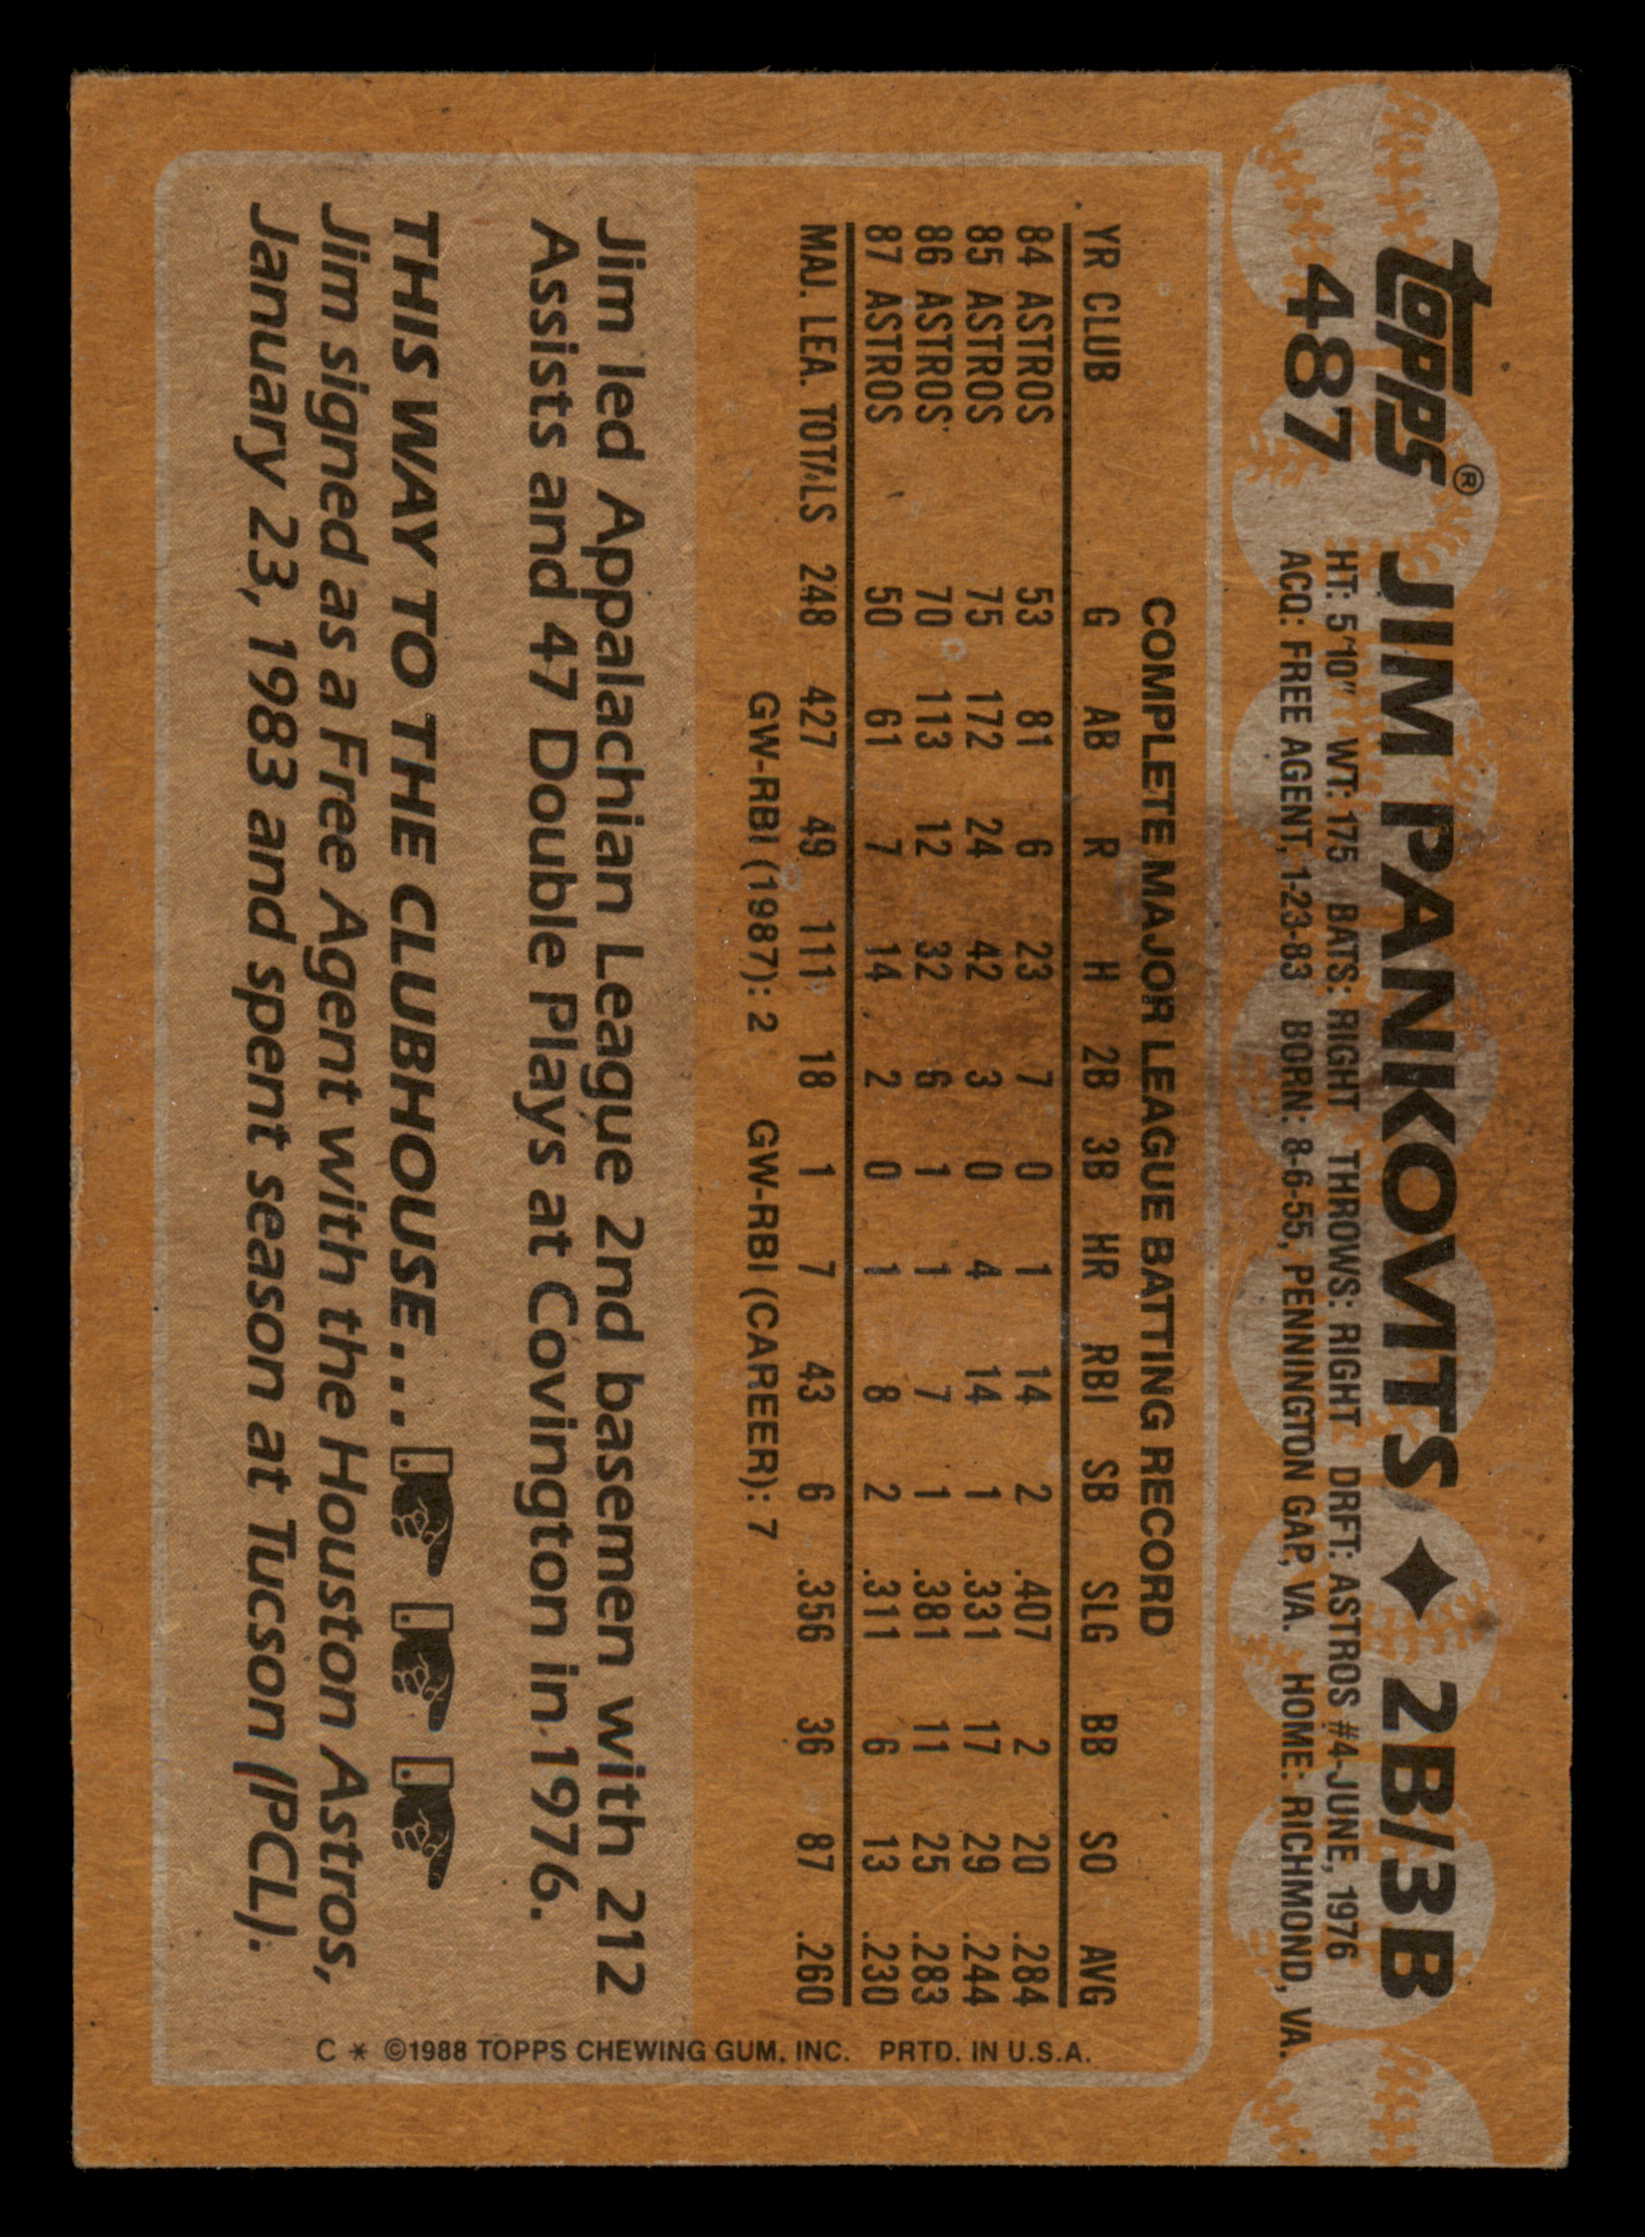 topps®
487
JIM PANKOVITS ✦ 2B/3B
HT: 5'10" WT: 175 BATS: RIGHT THROWS: RIGHT DRFT: ASTROS #4-JUNE, 1976
ACQ: FREE AGENT, 1-23-83 BORN: 8-6-55, PENNINGTON GAP, VA. HOME: RICHMOND, VA.
COMPLETE MAJOR LEAGUE BATTING RECORD
YR CLUB G AB R H 2B 3B HR RBI SB SLG BB SO AVG
84 ASTROS 53 81 6 23 7 0 1 14 2 .407 2 20 .284
85 ASTROS 75 172 24 42 3 0 4 14 1 .331 17 29 .244
86 ASTROS 70 113 12 32 6 1 1 7 1 .381 11 25 .283
87 ASTROS 50 61 7 14 2 0 1 8 2 .311 6 13 .230
MAJ. LEA. TOTALS 248 427 49 111 18 1 7 43 6 .356 36 87 .260
GW-RBI (1987): 2 GW-RBI (CAREER): 7
Jim led Appalachian League 2nd basemen with 212
Assists and 47 Double Plays at Covington in 1976.
THIS WAY TO THE CLUBHOUSE...
Jim signed as a Free Agent with the Houston Astros,
January 23, 1983 and spent season at Tucson (PCL).
C * ©1988 TOPPS CHEWING GUM, INC. PRTD. IN U.S.A.